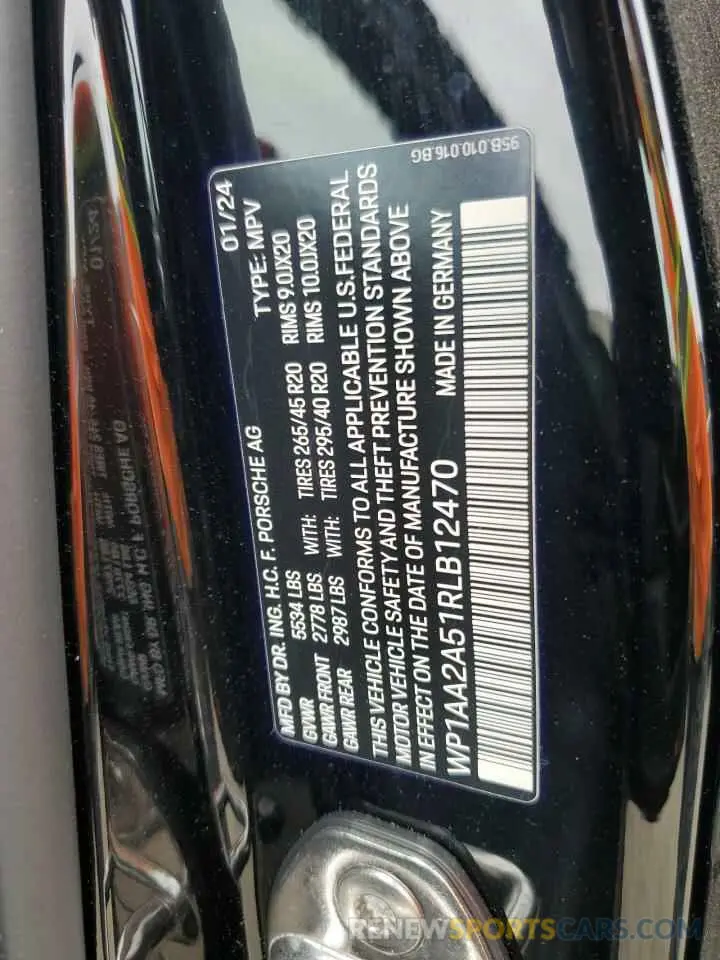 MFD BY DR. ING. H.C. F. PORSCHE AG 01/24
GVWR 5534 LBS TYPE: MPV
GAWR FRONT 2778 LBS WITH: TIRES 265/45 R20 RIMS 9.0JX20
GAWR REAR 2987 LBS WITH: TIRES 295/40 R20 RIMS 10.0JX20
THIS VEHICLE CONFORMS TO ALL APPLICABLE U.S.FEDERAL
MOTOR VEHICLE SAFETY AND THEFT PREVENTION STANDARDS
IN EFFECT ON THE DATE OF MANUFACTURE SHOWN ABOVE
WP1AA2A51RLB12470 MADE IN GERMANY
95B.010.016.BG
RENEWSPORTSCARS.COM